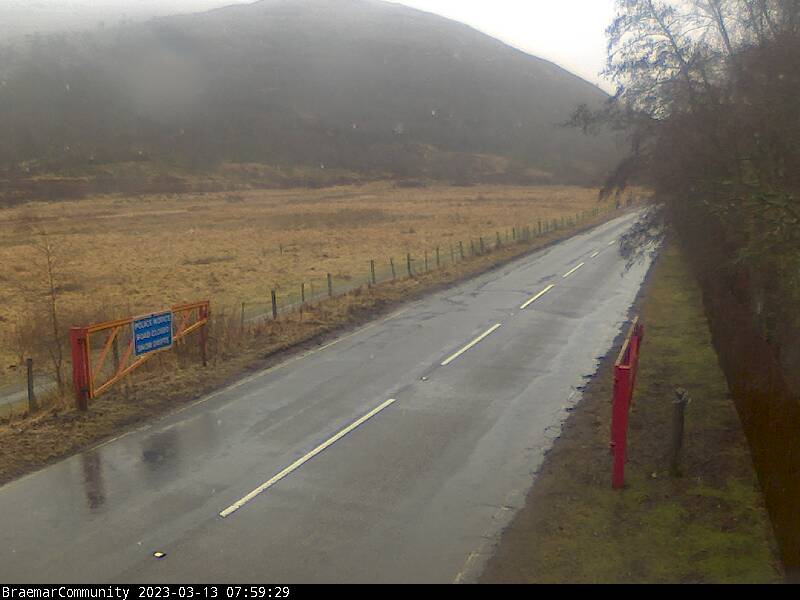 POLICE NOTICE
ROAD CLOSED
SNOW DRIFTS
BraemarCommunity 2023-03-13 07:59:29